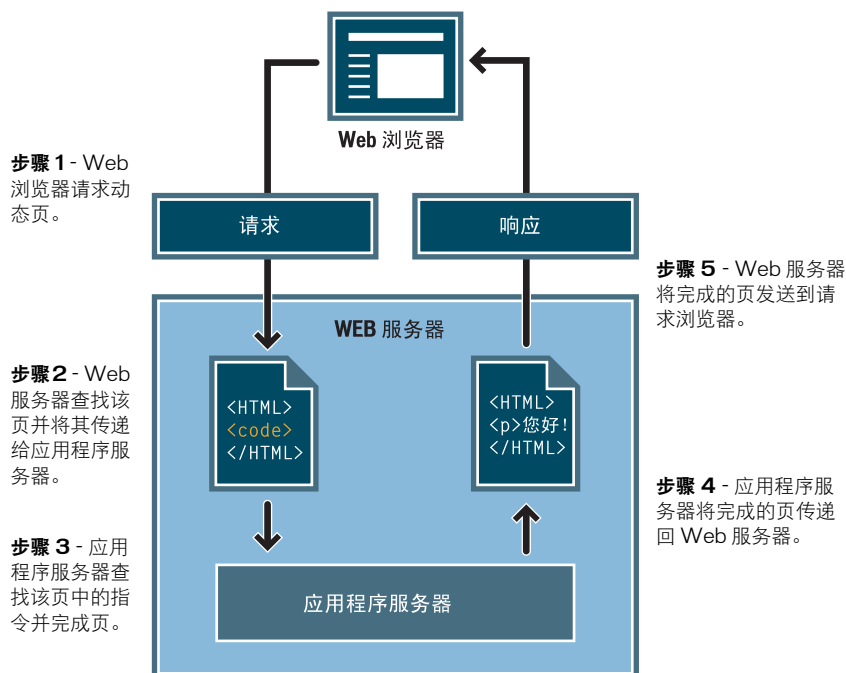 Web 浏览器
步骤 1 - Web
浏览器请求动
态页。
请求
响应
步骤 5 - Web 服务器
将完成的页发送到请
求浏览器。
WEB 服务器
步骤2 - Web
服务器查找该
页并将其传递
给应用程序服
务器。
<HTML>
<code>
</HTML>
<HTML>
<p>您好!
</HTML>
步骤 4 - 应用程序服
务器将完成的页传递
回 Web 服务器。
步骤 3 - 应用
程序服务器查
找该页中的指
令并完成页。
应用程序服务器